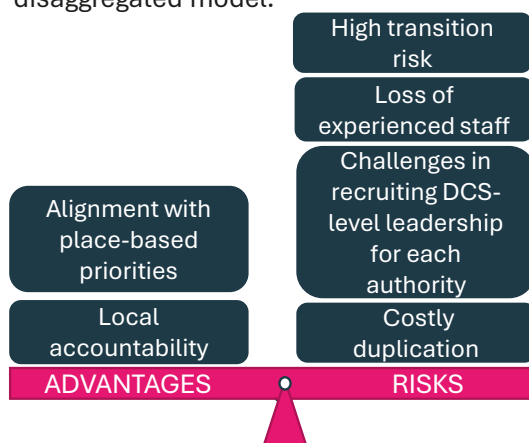 disaggregated model.
High transition
risk
Loss of
experienced staff
Challenges in
recruiting DCS-
level leadership
for each
authority
Costly
duplication
Alignment with
place-based
priorities
Local
accountability
ADVANTAGES
RISKS